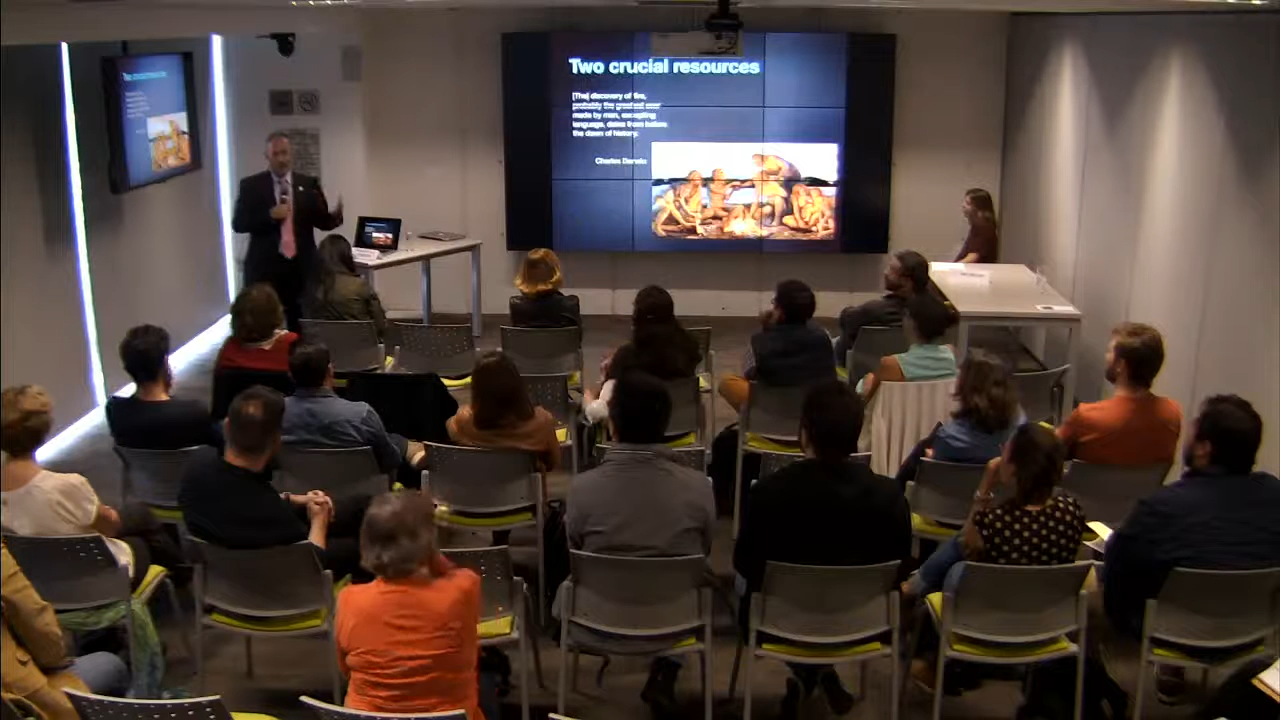 Two crucial resources
[The] discovery of fire,
probably the greatest ever
made by man, excepting
language, dates from before
the dawn of history.
Charles Darwin